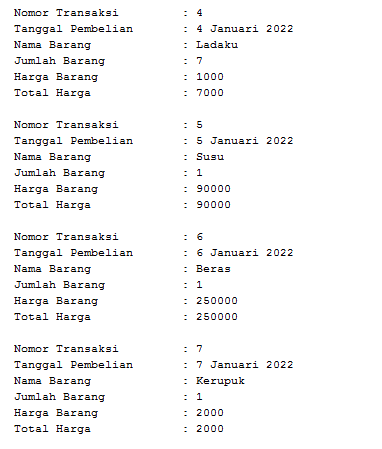 Nomor Transaksi : 4
Tanggal Pembelian : 4 Januari 2022
Nama Barang : Ladaku
Jumlah Barang : 7
Harga Barang : 1000
Total Harga : 7000
Nomor Transaksi : 5
Tanggal Pembelian : 5 Januari 2022
Nama Barang : Susu
Jumlah Barang : 1
Harga Barang : 90000
Total Harga : 90000
Nomor Transaksi : 6
Tanggal Pembelian : 6 Januari 2022
Nama Barang : Beras
Jumlah Barang : 1
Harga Barang : 250000
Total Harga : 250000
Nomor Transaksi : 7
Tanggal Pembelian : 7 Januari 2022
Nama Barang : Kerupuk
Jumlah Barang : 1
Harga Barang : 2000
Total Harga : 2000